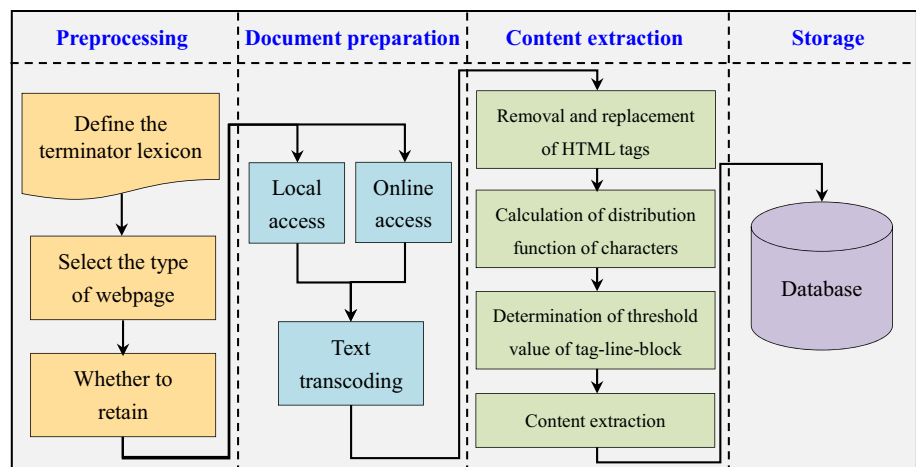 Preprocessing
Document preparation
Content extraction
Storage
Define the
terminator lexicon
Select the type
of webpage
Whether to
retain
Local
access
Online
access
Text
transcoding
Removal and replacement
of HTML tags
Calculation of distribution
function of characters
Determination of threshold
value of tag-line-block
Content extraction
Database